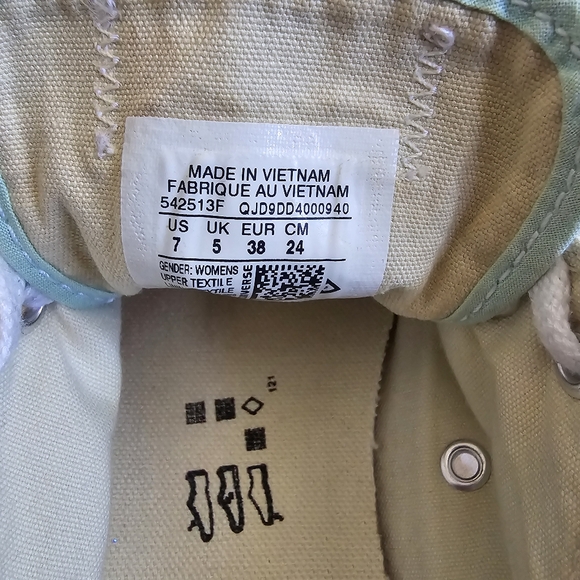 MADE IN VIETNAM
FABRIQUE AU VIETNAM
542513F QJD9DD4000940
US UK EUR CM
7 5 38 24
GENDER: WOMENS
UPPER TEXTILE
121